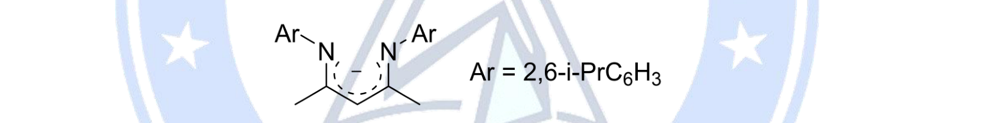 Ar Ar
N N
−
Ar = 2,6-i-PrC₆H₃